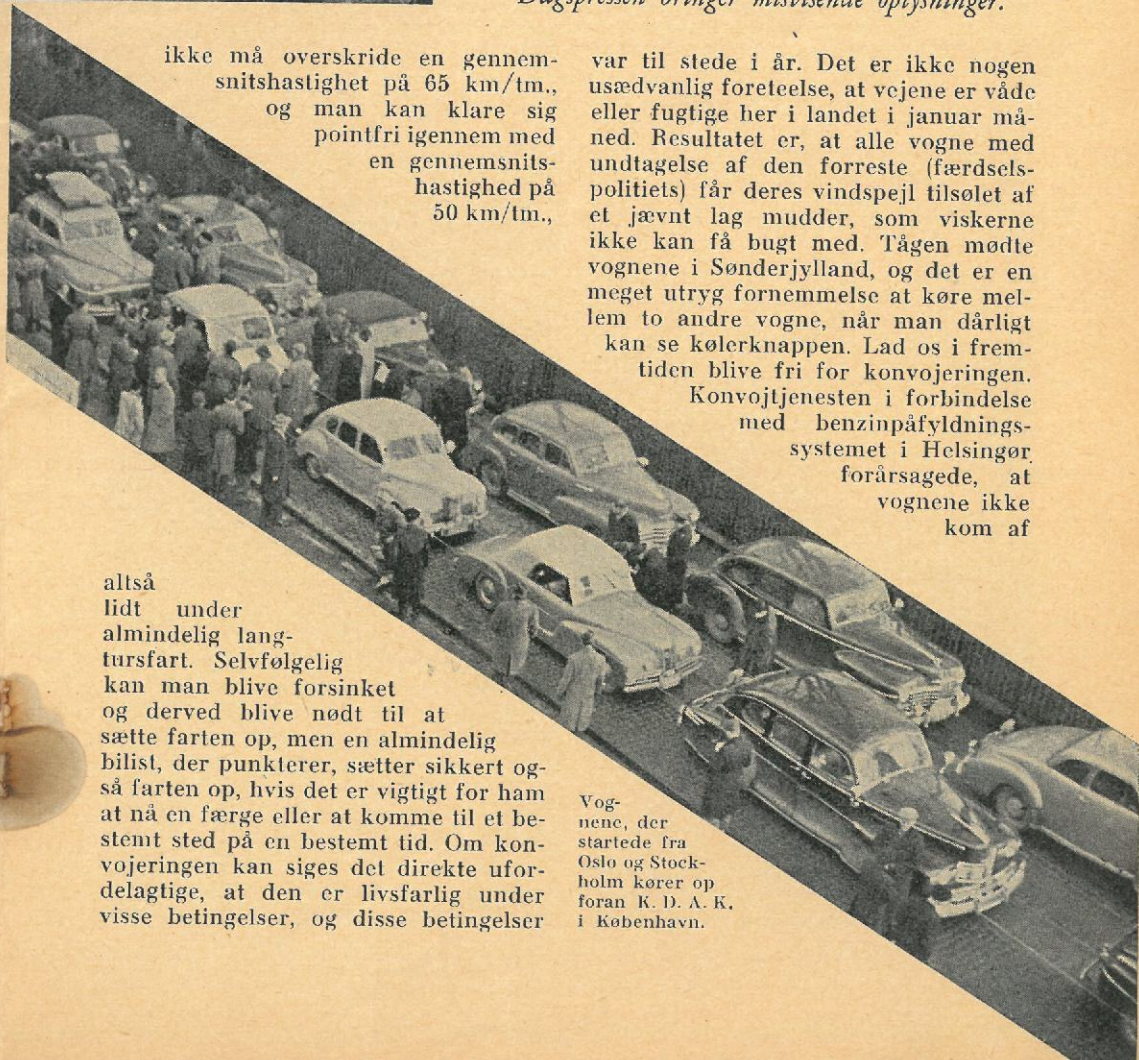 Dagspressen bringer misvisende oplysninger.
ikke må overskride en gennem-
snitshastighet på 65 km/tm.,
og man kan klare sig
pointfri igennem med
en gennemsnits-
hastighed på
50 km/tm.,
altså
lidt under
almindelig lang-
tursfart. Selvfølgelig
kan man blive forsinket
og derved blive nødt til at
sætte farten op, men en almindelig
bilist, der punkterer, sætter sikkert og-
så farten op, hvis det er vigtigt for ham
at nå en færge eller at komme til et be-
stemt sted på en bestemt tid. Om kon-
vojeringen kan siges det direkte ufor-
delagtige, at den er livsfarlig under
visse betingelser, og disse betingelser
var til stede i år. Det er ikke nogen
usædvanlig foreteelse, at vejene er våde
eller fugtige her i landet i januar må-
ned. Resultatet er, at alle vogne med
undtagelse af den forreste (færdsels-
politiets) får deres vindspejl tilsølet af
et jævnt lag mudder, som viskerne
ikke kan få bugt med. Tågen mødte
vognene i Sønderjylland, og det er en
meget utryg fornemmelse at køre mel-
lem to andre vogne, når man dårligt
kan se kølerknappen. Lad os i frem-
tiden blive fri for konvojeringen.
Konvojtjenesten i forbindelse
med benzinpåfyldnings-
systemet i Helsingør
forårsagede, at
vognene ikke
kom af
Vog-
nene, der
startede fra
Oslo og Stock-
holm kører op
foran K. D. A. K.
i København.